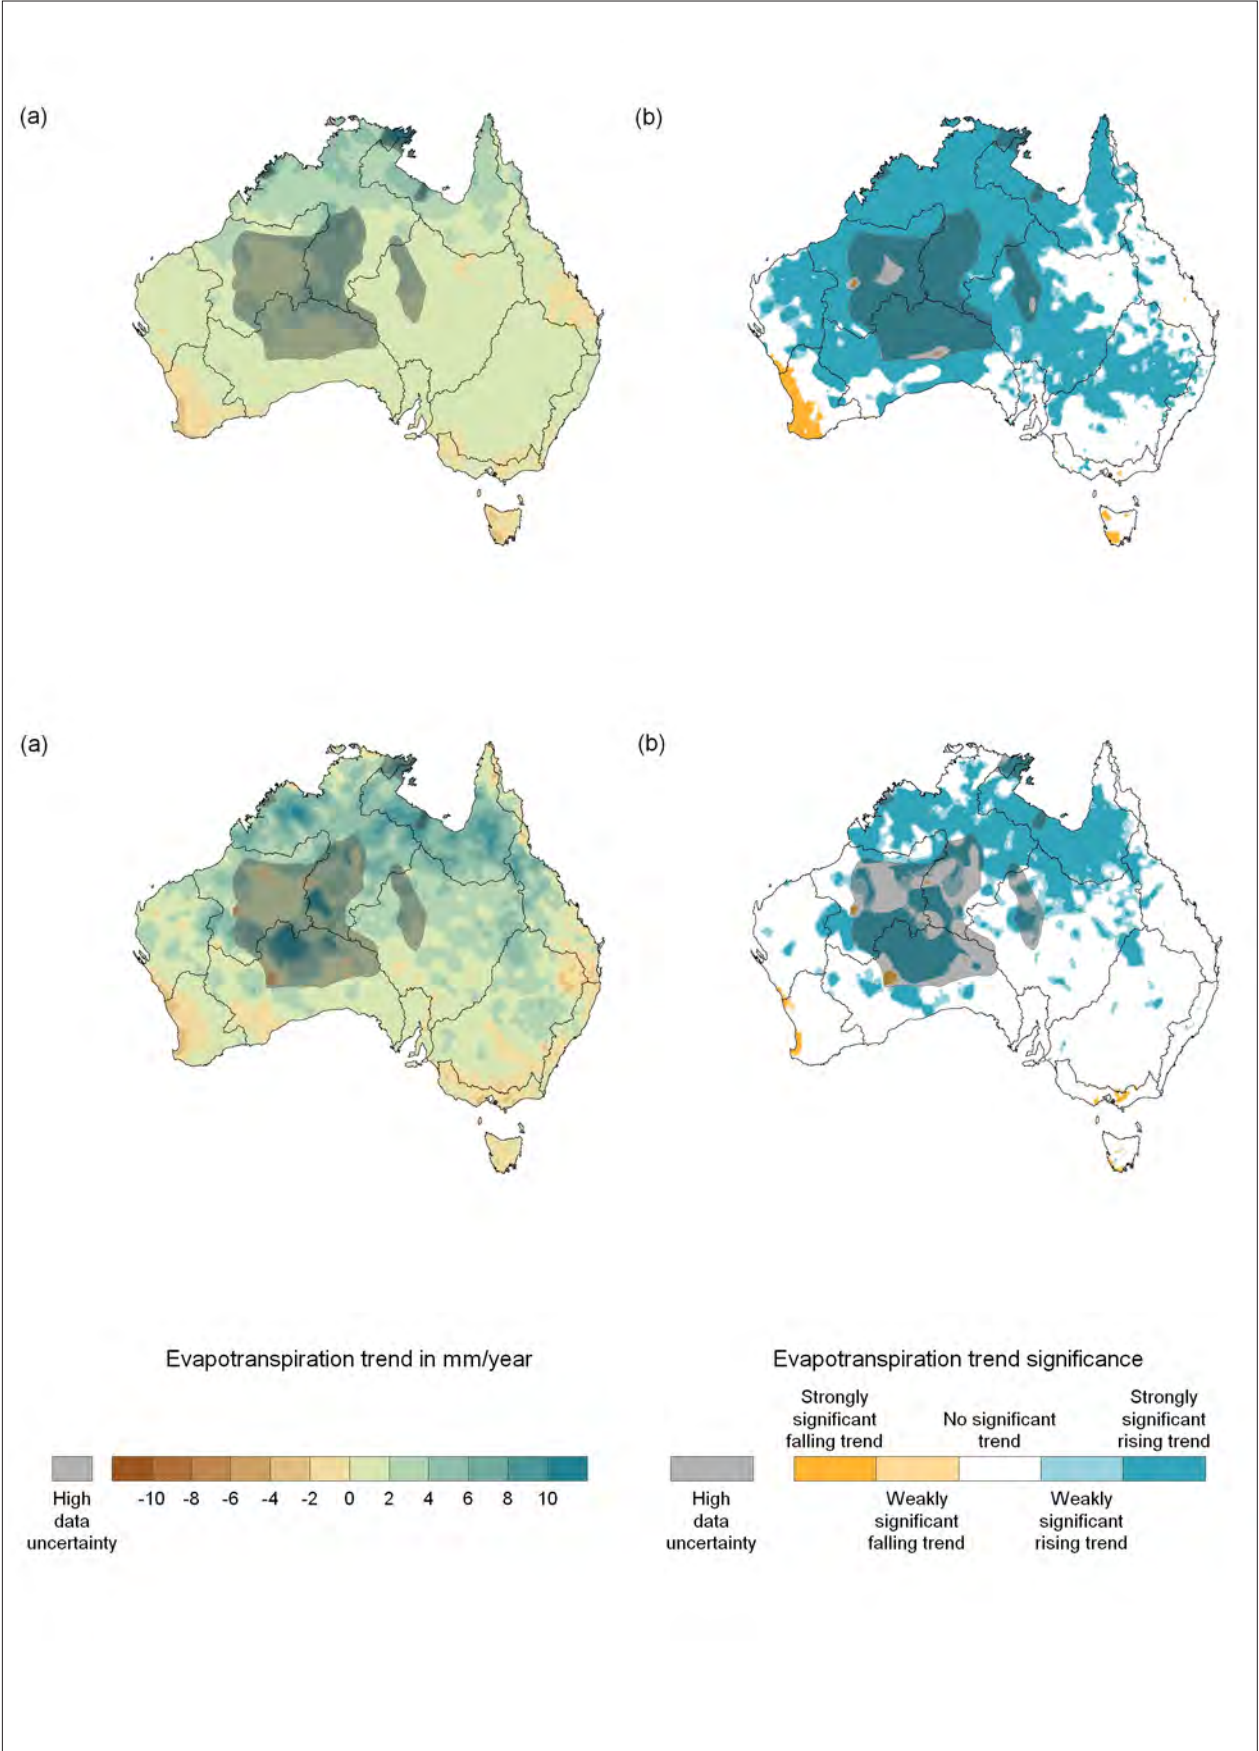 (a)
(b)
(a)
(b)
Evapotranspiration trend in mm/year
High
data
uncertainty
-10 -8 -6 -4 -2 0 2 4 6 8 10
Evapotranspiration trend significance
Strongly
significant
falling trend
No significant
trend
Strongly
significant
rising trend
High
data
uncertainty
Weakly
significant
falling trend
Weakly
significant
rising trend